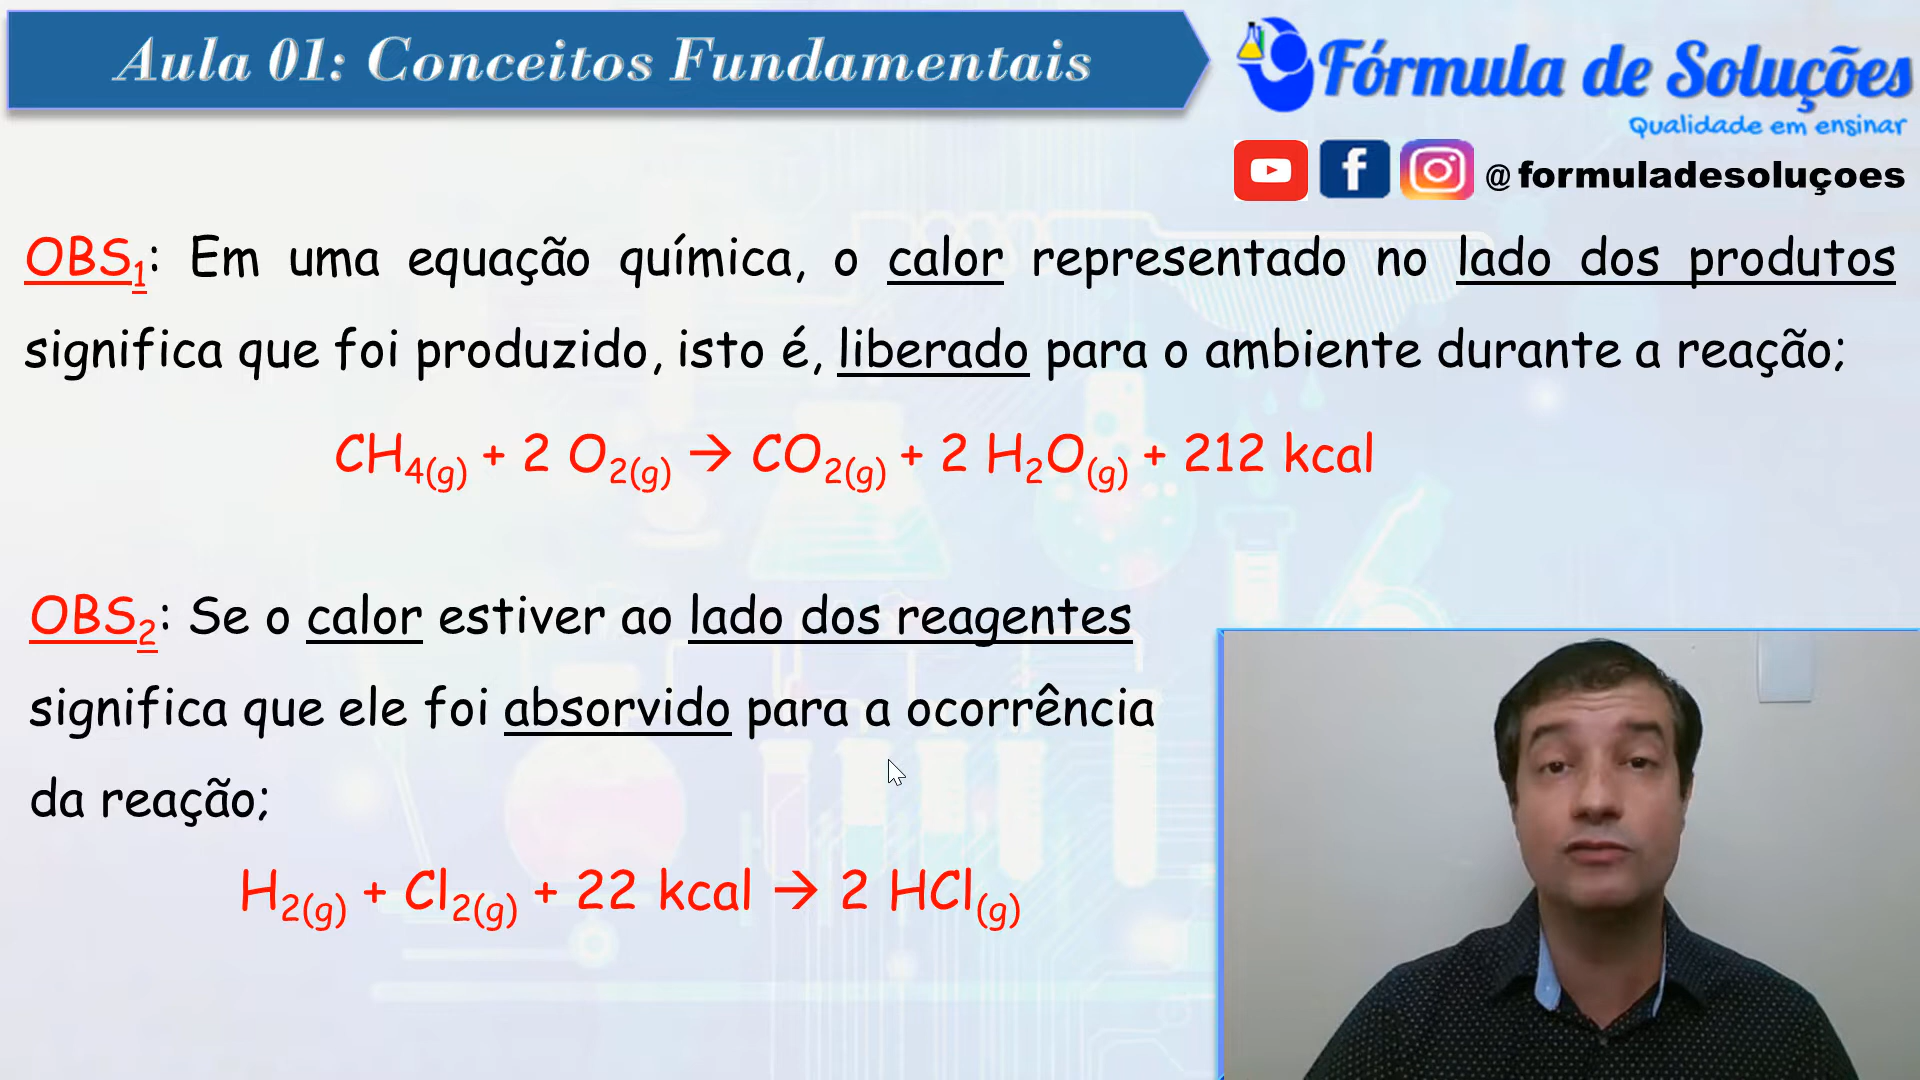 Aula 01: Conceitos Fundamentais
Fórmula de Soluções
Qualidade em ensinar
@formuladesoluçoes
OBS₁: Em uma equação química, o calor representado no lado dos produtos
significa que foi produzido, isto é, liberado para o ambiente durante a reação;
CH₄(g) + 2 O₂(g) → CO₂(g) + 2 H₂O(g) + 212 kcal
OBS₂: Se o calor estiver ao lado dos reagentes
significa que ele foi absorvido para a ocorrência
da reação;
H₂(g) + Cl₂(g) + 22 kcal → 2 HCl(g)